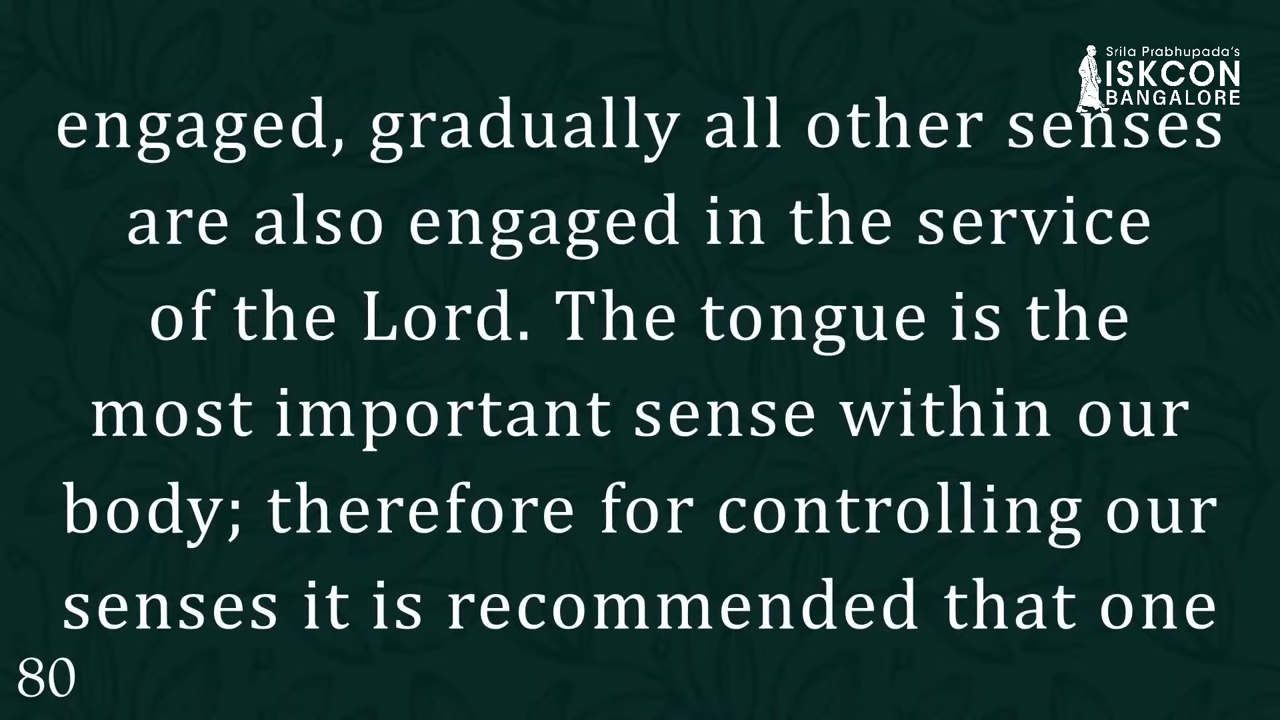 Srila Prabhupada's
ISKCON
BANGALORE
engaged, gradually all other senses
are also engaged in the service
of the Lord. The tongue is the
most important sense within our
body; therefore for controlling our
senses it is recommended that one
80